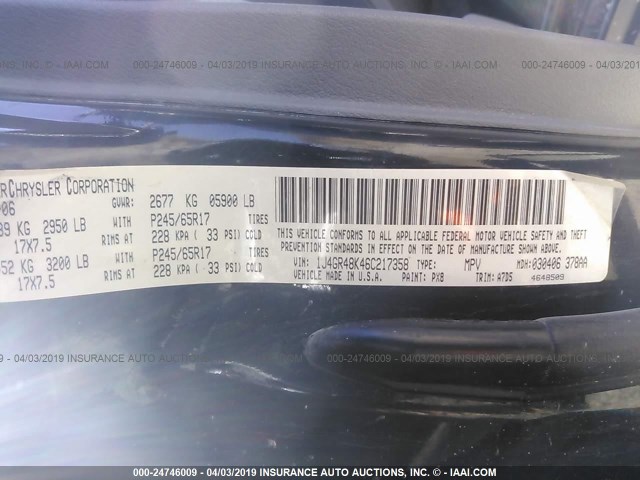 000-24746009 - 04/03/2019 INSURANCE AUTO AUCTIONS, INC. - © IAAI.COM
ERCHRYSLER CORPORATION
GVWR: 2677 KG 05900 LB
06
39 KG 2950 LB WITH P245/65R17 TIRES
17X7.5 RIMS AT 228 KPA ( 33 PSI) COLD
52 KG 3200 LB WITH P245/65R17 TIRES
17X7.5 RIMS AT 228 KPA ( 33 PSI) COLD
THIS VEHICLE CONFORMS TO ALL APPLICABLE FEDERAL MOTOR VEHICLE SAFETY AND THEFT
PREVENTION STANDARDS IN EFFECT ON THE DATE OF MANUFACTURE SHOWN ABOVE.
VIN: 1J4GR48K46C217358 TYPE: MPV MDH: 030406 378AA
VEHICLE MADE IN U.S.A. PAINT: PXB TRIM: A7D5 4648509
000-24746009 - 04/03/2019 INSURANCE AUTO AUCTIONS, INC. - © IAAI.COM
000-24746009 - 04/03/2019 INSURANCE AUTO AUCTIONS, INC. - © IAAI.COM